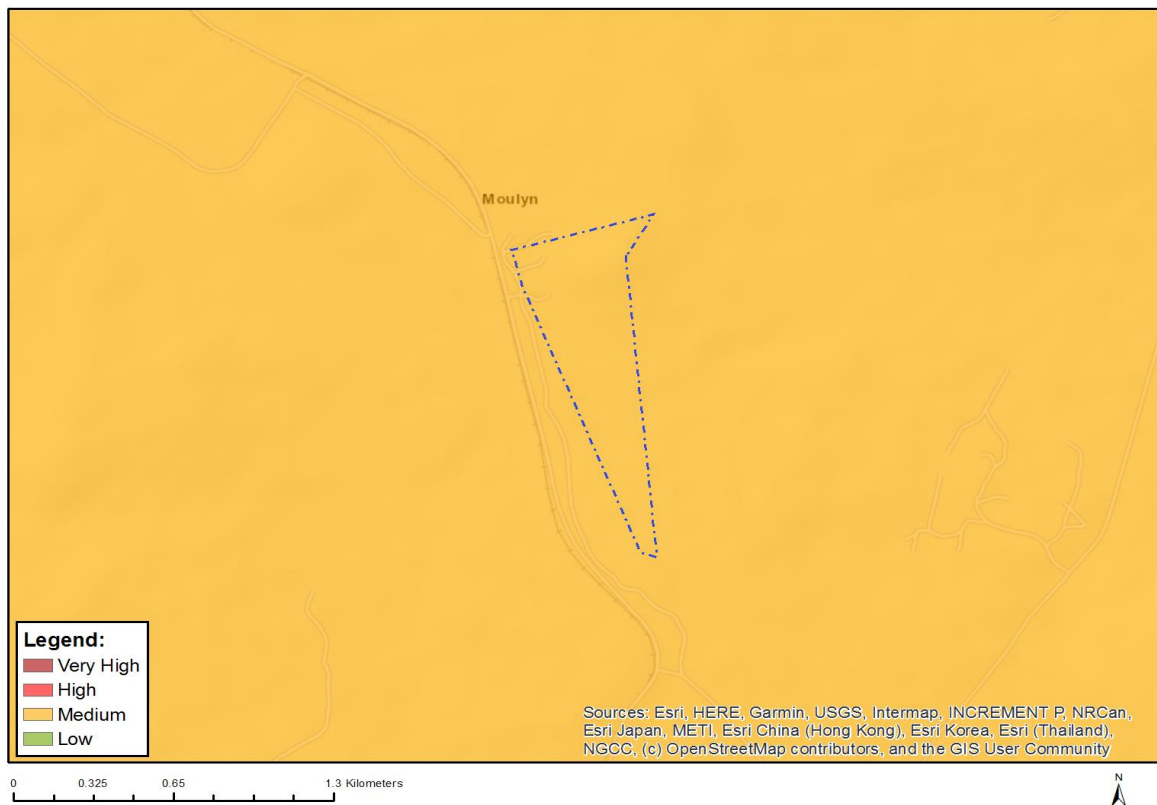 Moulyn
Legend:
Very High
High
Medium
Low
Sources: Esri, HERE, Garmin, USGS, Intermap, INCREMENT P, NRCan,
Esri Japan, METI, Esri China (Hong Kong), Esri Korea, Esri (Thailand),
NGCC, (c) OpenStreetMap contributors, and the GIS User Community
0 0.325 0.65 1.3 Kilometers
N